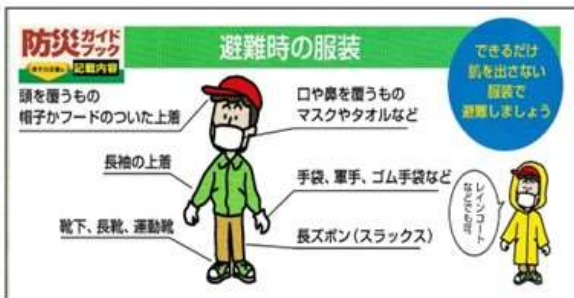 防災ガイド
ブック
記載内容
避難時の服装
できるだけ
肌を出さない
服装で
避難しましょう
頭を覆うもの
帽子かフードのついた上着
口や鼻を覆うもの
マスクやタオルなど
長袖の上着
手袋、軍手、ゴム手袋など
靴下、長靴、運動靴
長ズボン(スラックス)
レインコート
などでも可